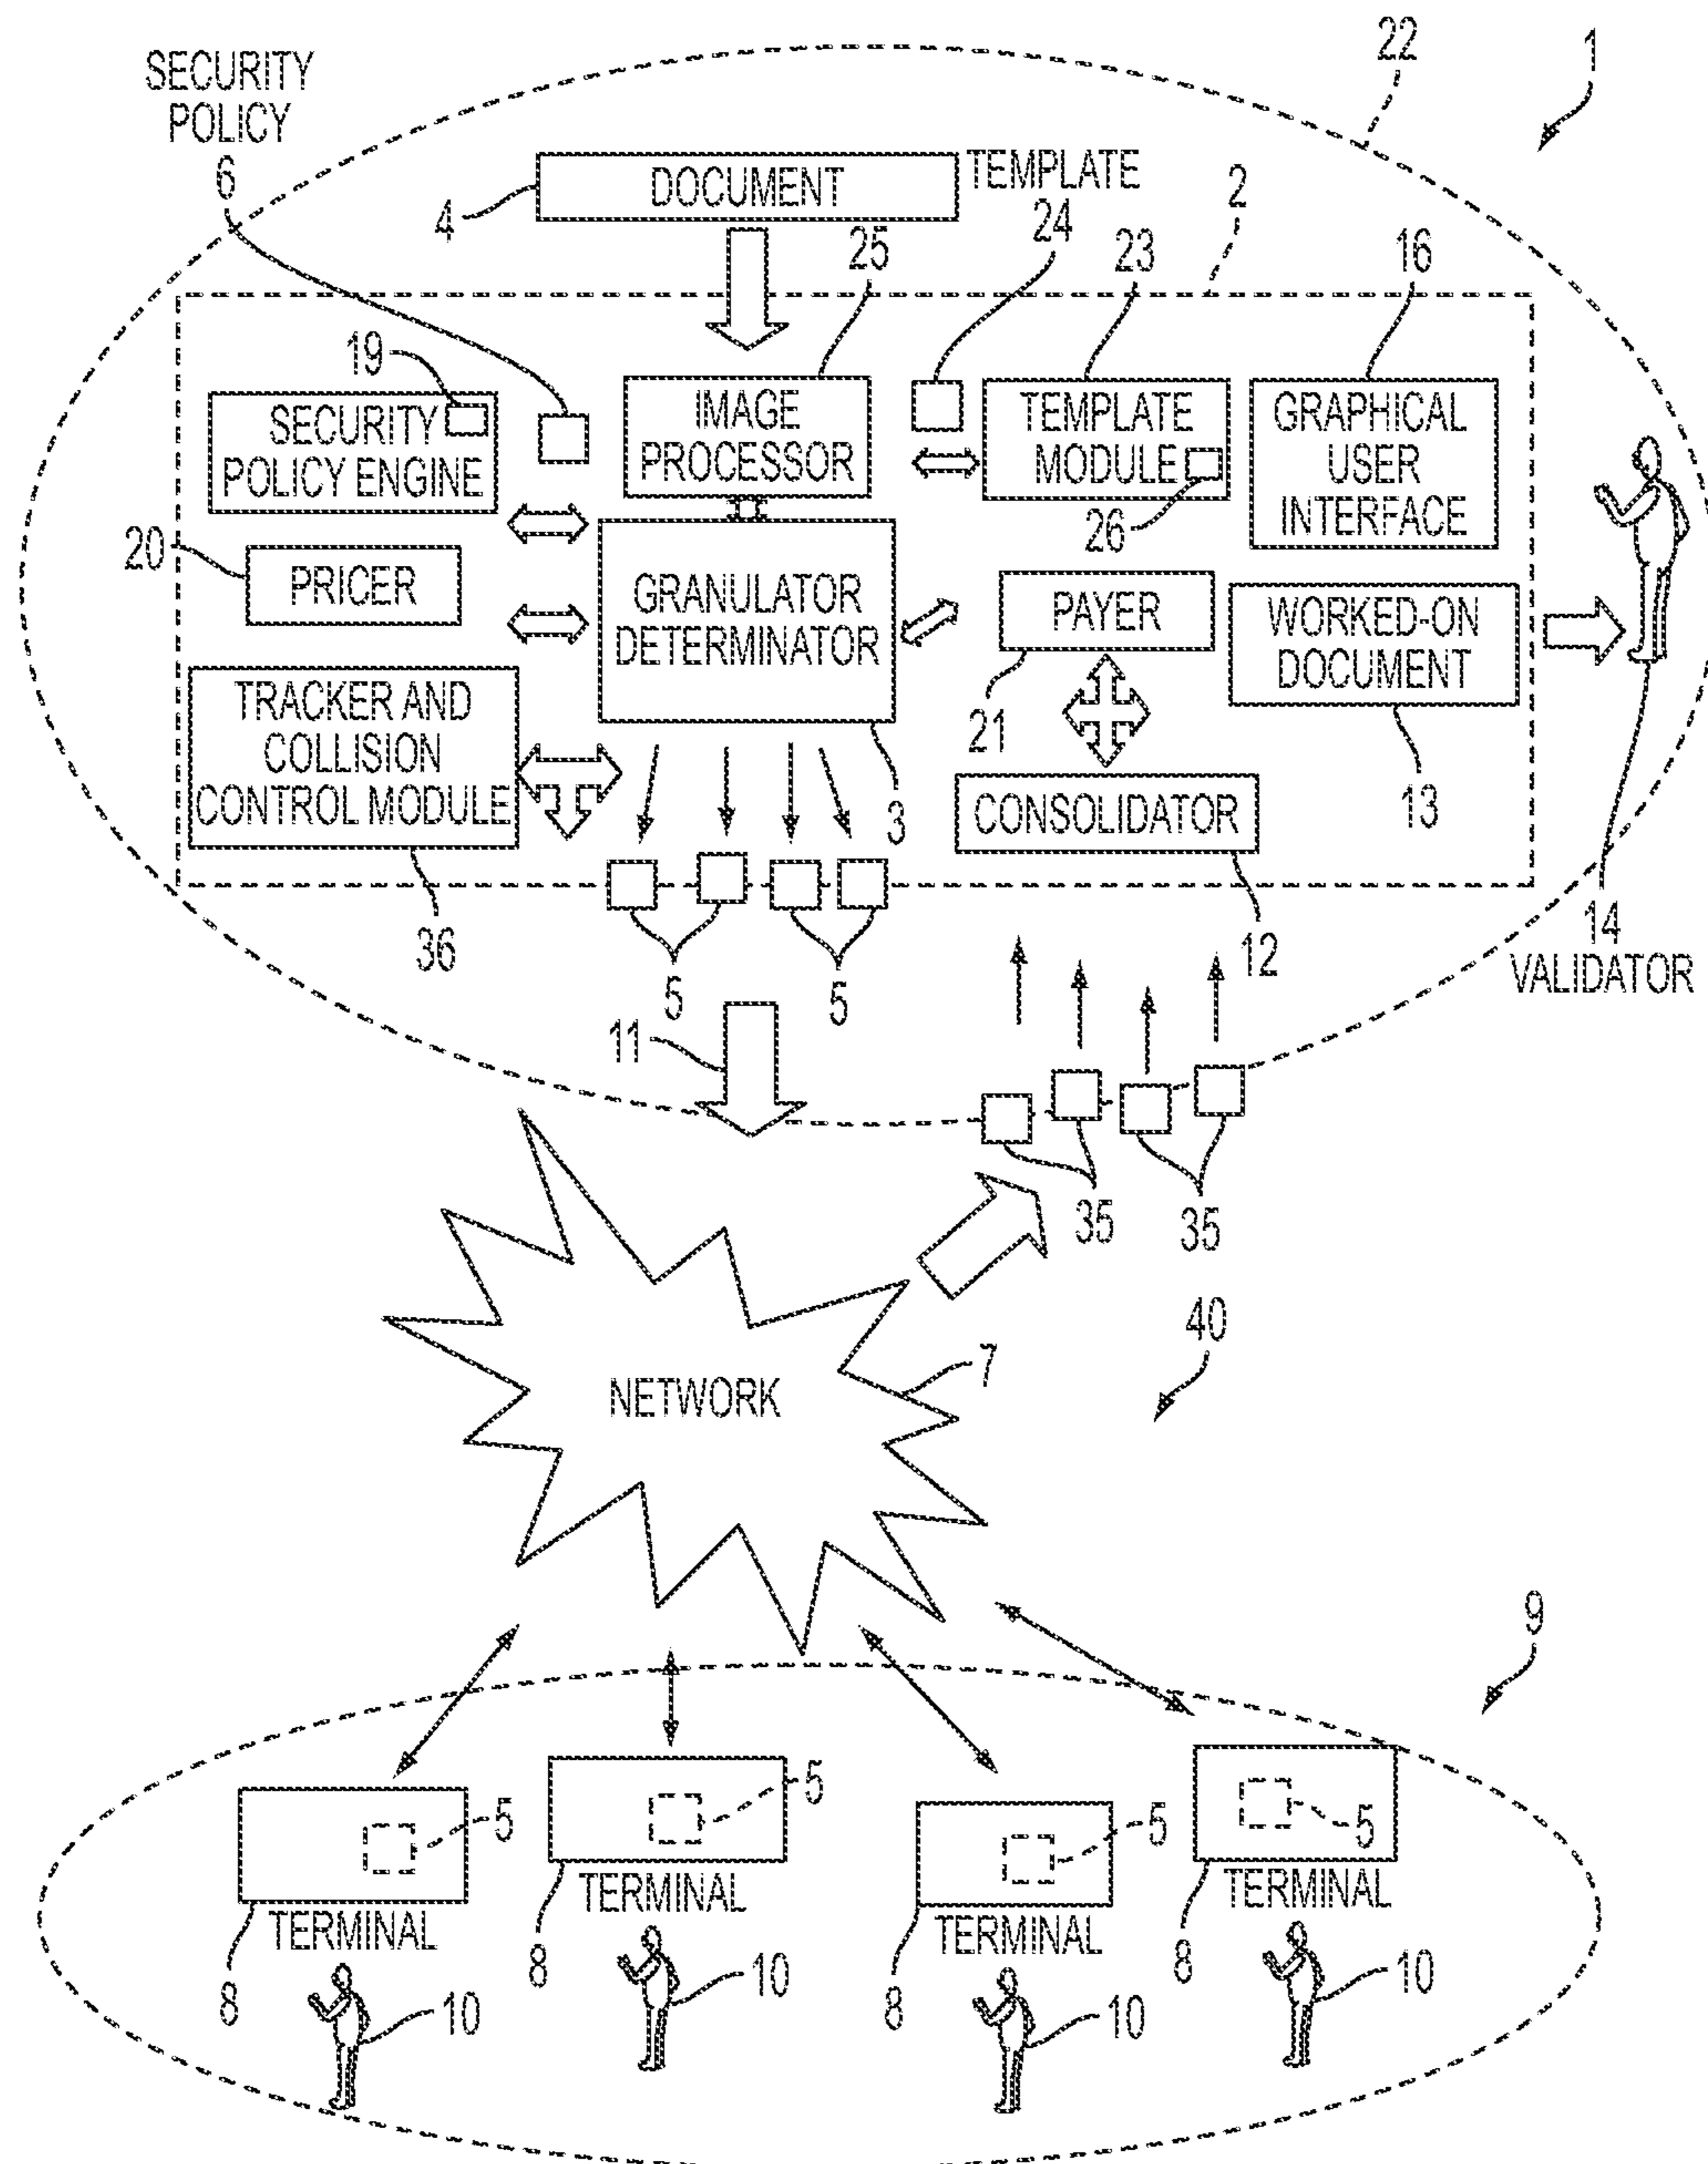 22
1
SECURITY
POLICY
6
DOCUMENT
4
TEMPLATE
24
2
25
23
16
19
SECURITY
POLICY ENGINE
IMAGE
PROCESSOR
TEMPLATE
MODULE
26
GRAPHICAL
USER
INTERFACE
20
PRICER
GRANULATOR
DETERMINATOR
PAYER
21
WORKED-ON
DOCUMENT
13
TRACKER AND
COLLISION
CONTROL MODULE
36
3
CONSOLIDATOR
12
14
VALIDATOR
5
5
11
35
35
40
NETWORK
7
9
5
5
5
5
8
TERMINAL
8
TERMINAL
8
TERMINAL
8
TERMINAL
10
10
10
10